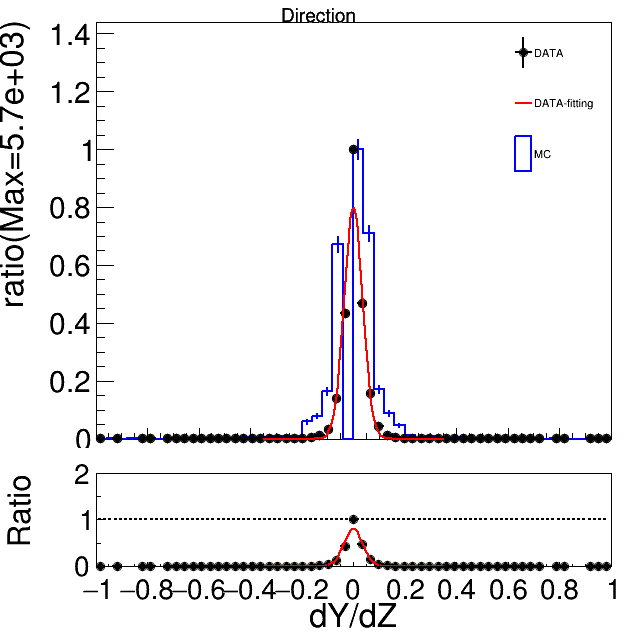 Direction
ratio(Max=5.7e+03)
1.4
1.2
1
0.8
0.6
0.4
0.2
0
DATA
DATA-fitting
MC
Ratio
2
1
0
−1 −0.8 −0.6 −0.4 −0.2 0 0.2 0.4 0.6 0.8 1
dY/dZ